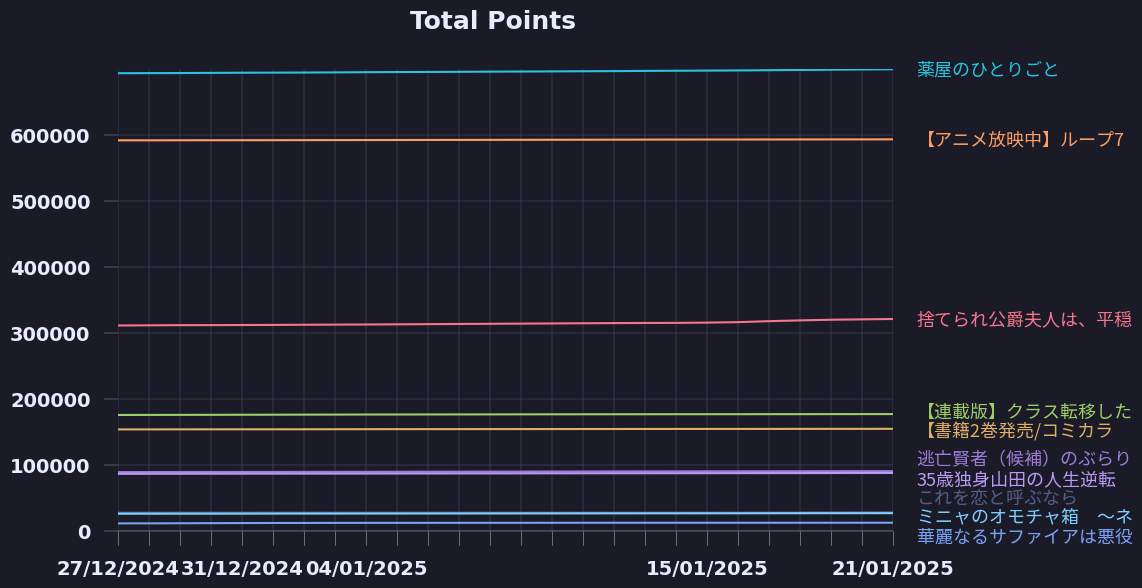 Total Points
薬屋のひとりごと
600000
【アニメ放映中】ループ7
500000
400000
300000
捨てられ公爵夫人は、平穏
200000
【連載版】クラス転移した
【書籍2巻発売/コミカラ
100000
逃亡賢者（候補）のぶらり
35歳独身山田の人生逆転
これを恋と呼ぶなら
ミニャのオモチャ箱　～ネ
0
華麗なるサファイアは悪役
27/12/2024 31/12/2024 04/01/2025 15/01/2025 21/01/2025